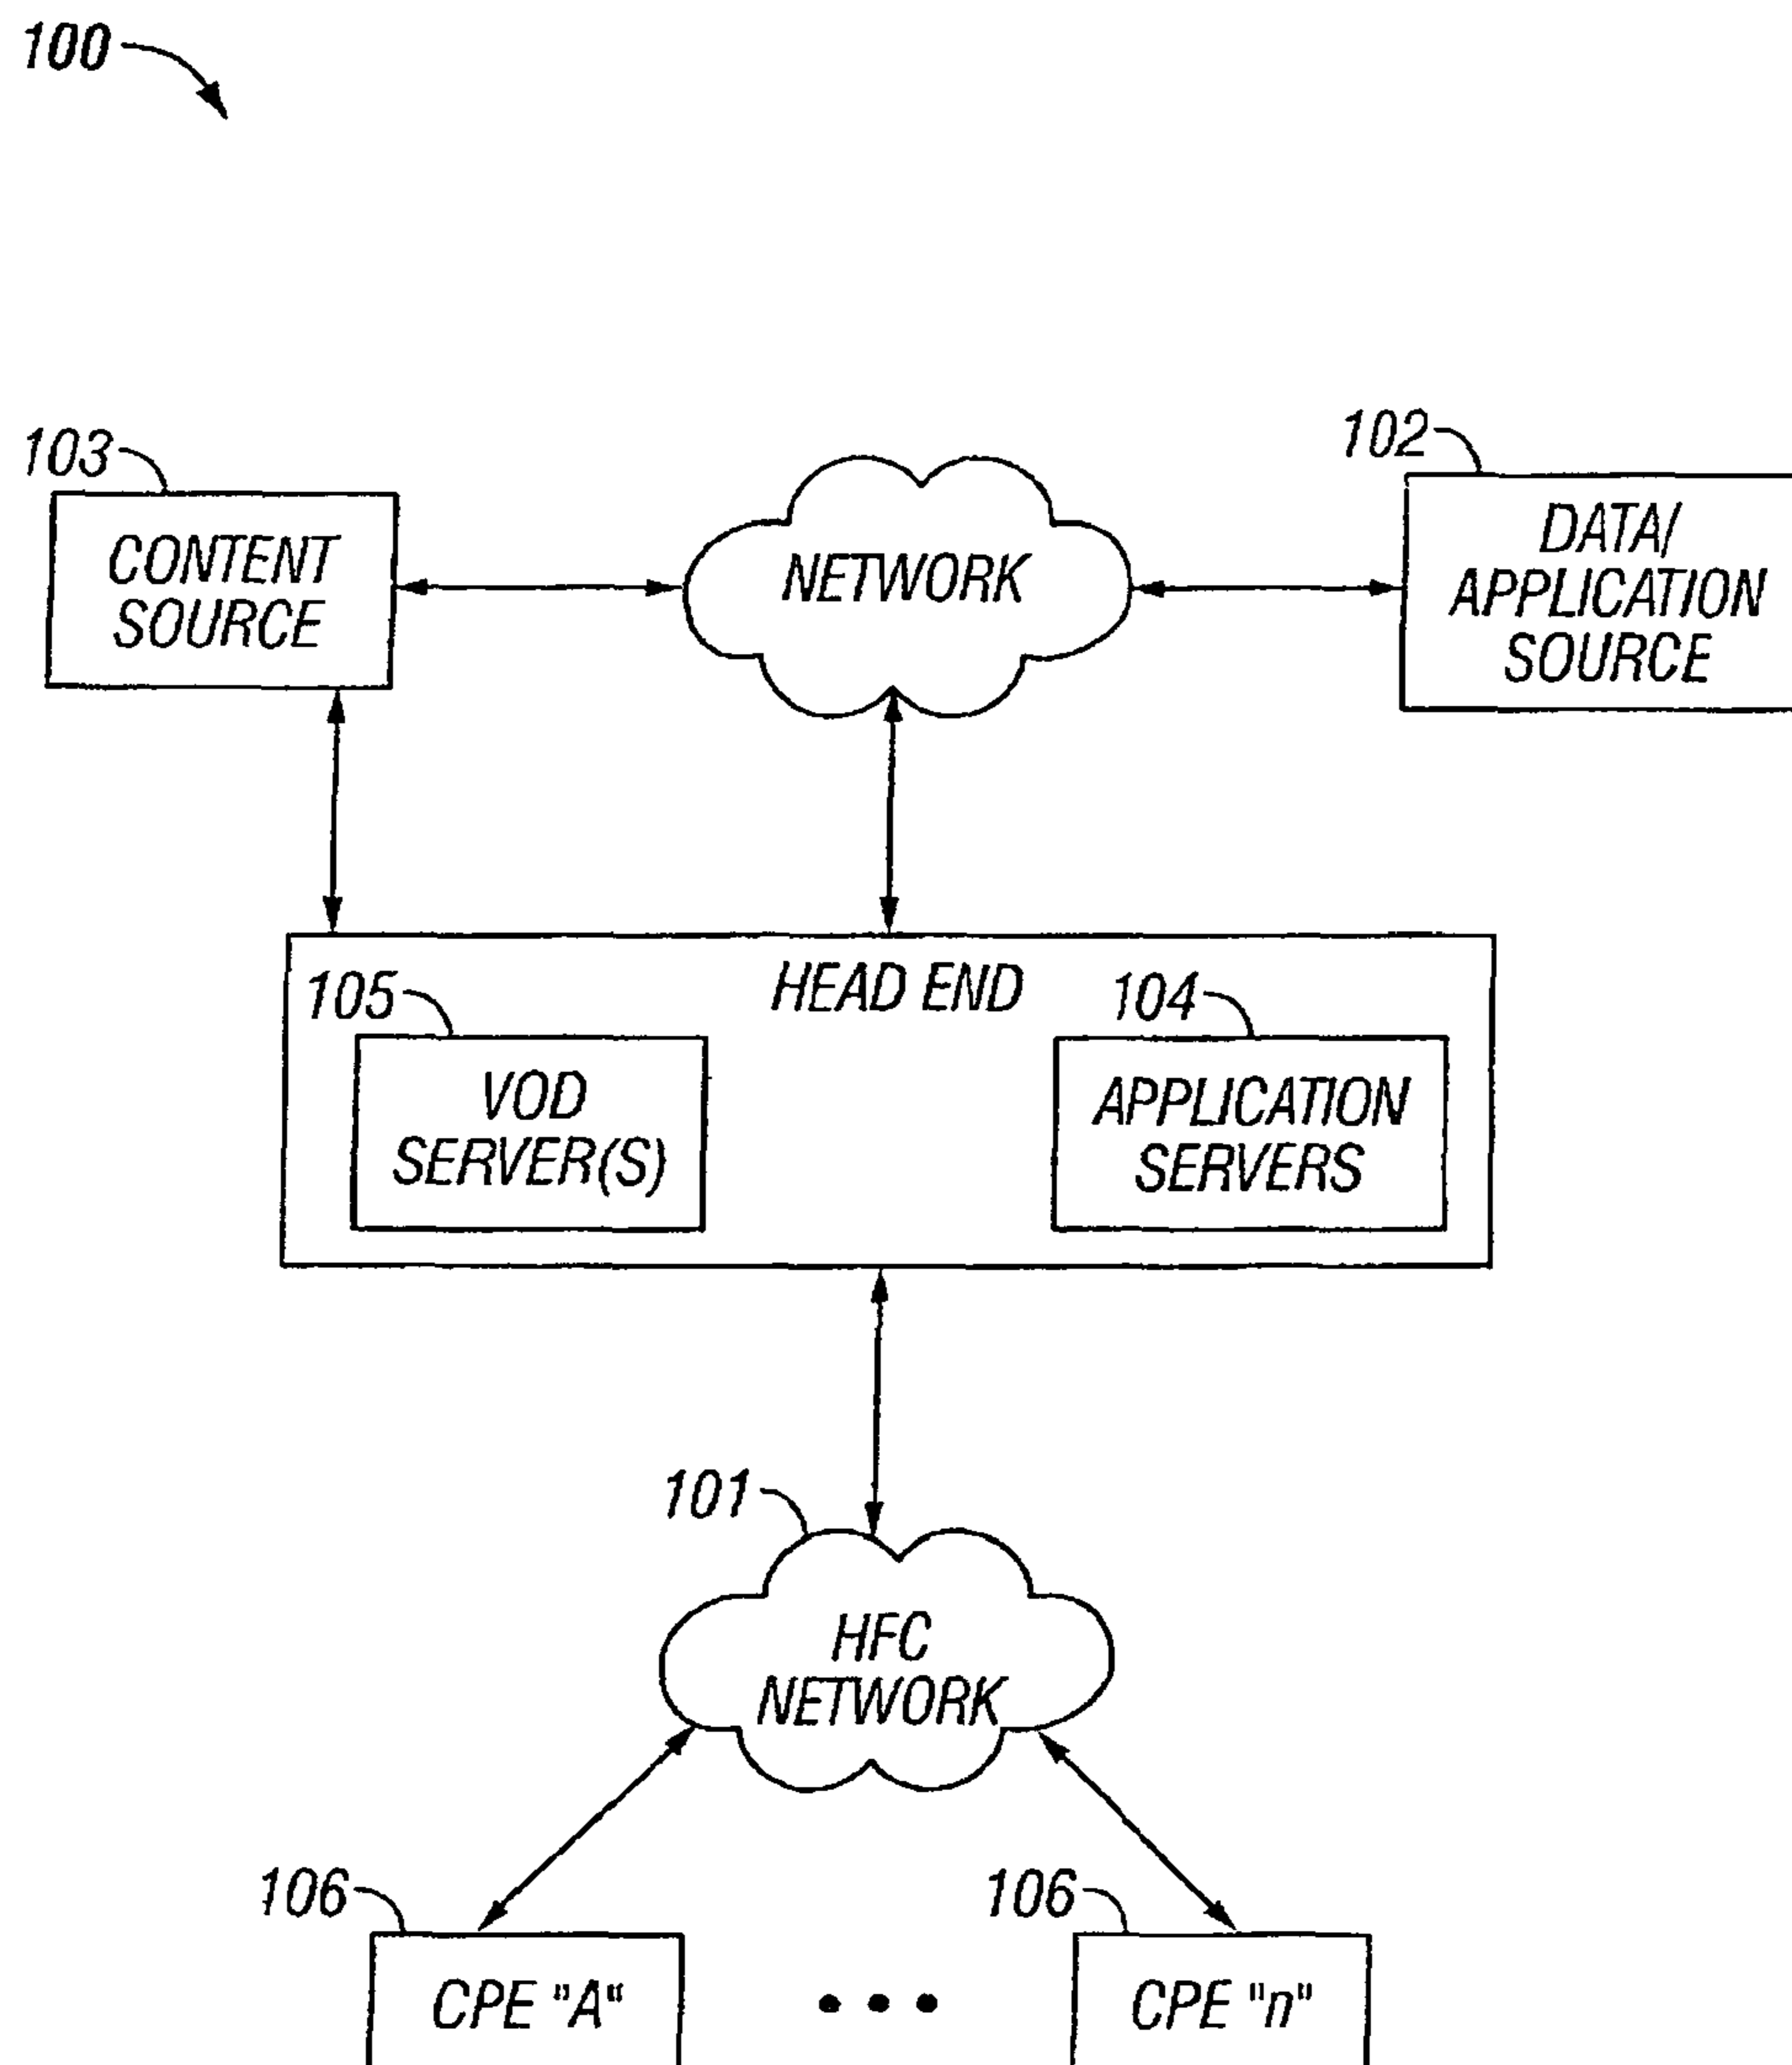 100
103
CONTENT
SOURCE
NETWORK
102
DATA/
APPLICATION
SOURCE
HEAD END
105
VOD
SERVER(S)
104
APPLICATION
SERVERS
101
HFC
NETWORK
106
CPE "A"
106
CPE "n"